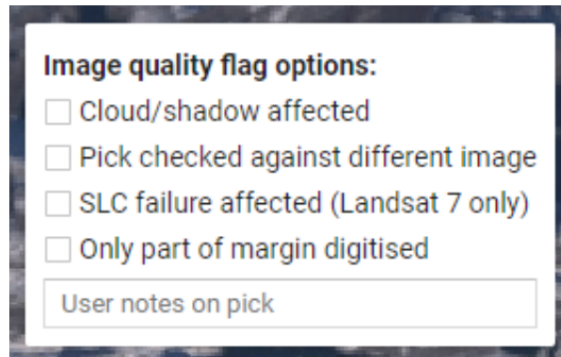 Image quality flag options:
Cloud/shadow affected
Pick checked against different image
SLC failure affected (Landsat 7 only)
Only part of margin digitised
User notes on pick